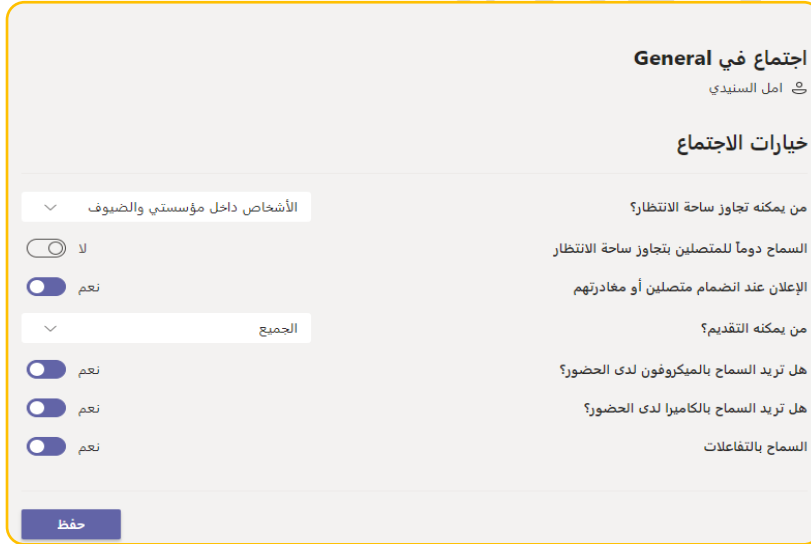 اجتماع في General
امل السنيدي
خيارات الاجتماع
من يمكنه تجاوز ساحة الانتظار؟ الأشخاص داخل مؤسستي والضيوف
السماح دوماً للمتصلين بتجاوز ساحة الانتظار لا
الإعلان عند انضمام متصلين أو مغادرتهم نعم
من يمكنه التقديم؟ الجميع
هل تريد السماح بالميكروفون لدى الحضور؟ نعم
هل تريد السماح بالكاميرا لدى الحضور؟ نعم
السماح بالتفاعلات نعم
حفظ